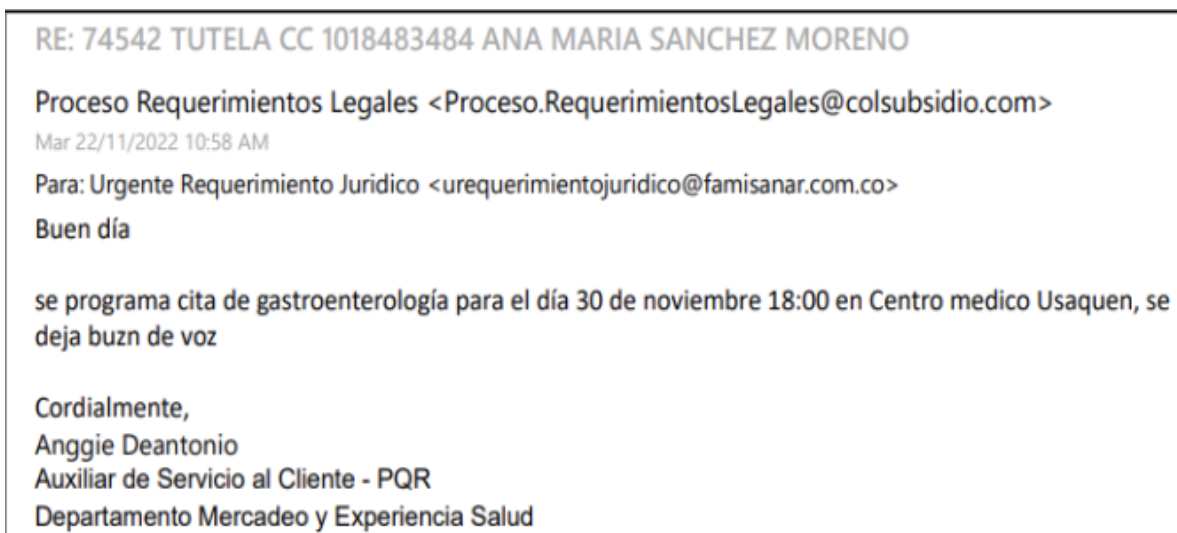 RE: 74542 TUTELA CC 1018483484 ANA MARIA SANCHEZ MORENO
Proceso Requerimientos Legales <Proceso.RequerimientosLegales@colsubsidio.com>
Mar 22/11/2022 10:58 AM
Para: Urgente Requerimiento Juridico <urequerimientojuridico@famisanar.com.co>
Buen día
se programa cita de gastroenterología para el día 30 de noviembre 18:00 en Centro medico Usaquen, se
deja buzn de voz
Cordialmente,
Anggie Deantonio
Auxiliar de Servicio al Cliente - PQR
Departamento Mercadeo y Experiencia Salud